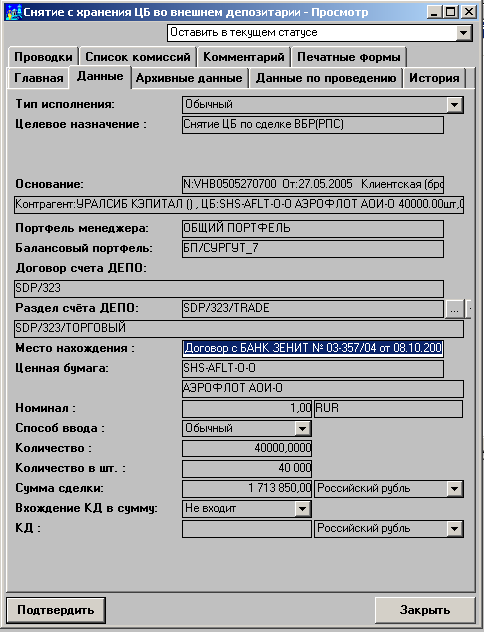 Снятие с хранения ЦБ во внешнем депозитарии - Просмотр
Оставить в текущем статусе
Проводки Список комиссий Комментарий Печатные формы
Главная Данные Архивные данные Данные по проведению История
Тип исполнения: Обычный
Целевое назначение : Снятие ЦБ по сделке ВБР(РПС)
Основание: N:VHB0505270700 От:27.05.2005 Клиентская (бро
Контрагент:УРАЛСИБ КЭПИТАЛ () , ЦБ:SHS-AFLT-O-O АЭРОФЛОТ АОИ-О 40000.00шт,
Портфель менеджера: ОБЩИЙ ПОРТФЕЛЬ
Балансовый портфель: БП/СУРГУТ_7
Договор счета ДЕПО:
SDP/323
Раздел счёта ДЕПО: SDP/323/TRADE ...
SDP/323/ТОРГОВЫЙ
Место нахождения : Договор с БАНК ЗЕНИТ № 03-357/04 от 08.10.200
Ценная бумага: SHS-AFLT-O-O
АЭРОФЛОТ АОИ-О
Номинал : 1,00 RUR
Способ ввода : Обычный
Количество : 40000,0000
Количество в шт. : 40 000
Сумма сделки: 1 713 850,00 Российский рубль
Вхождение КД в сумму: Не входит
КД : Российский рубль
Подтвердить Закрыть